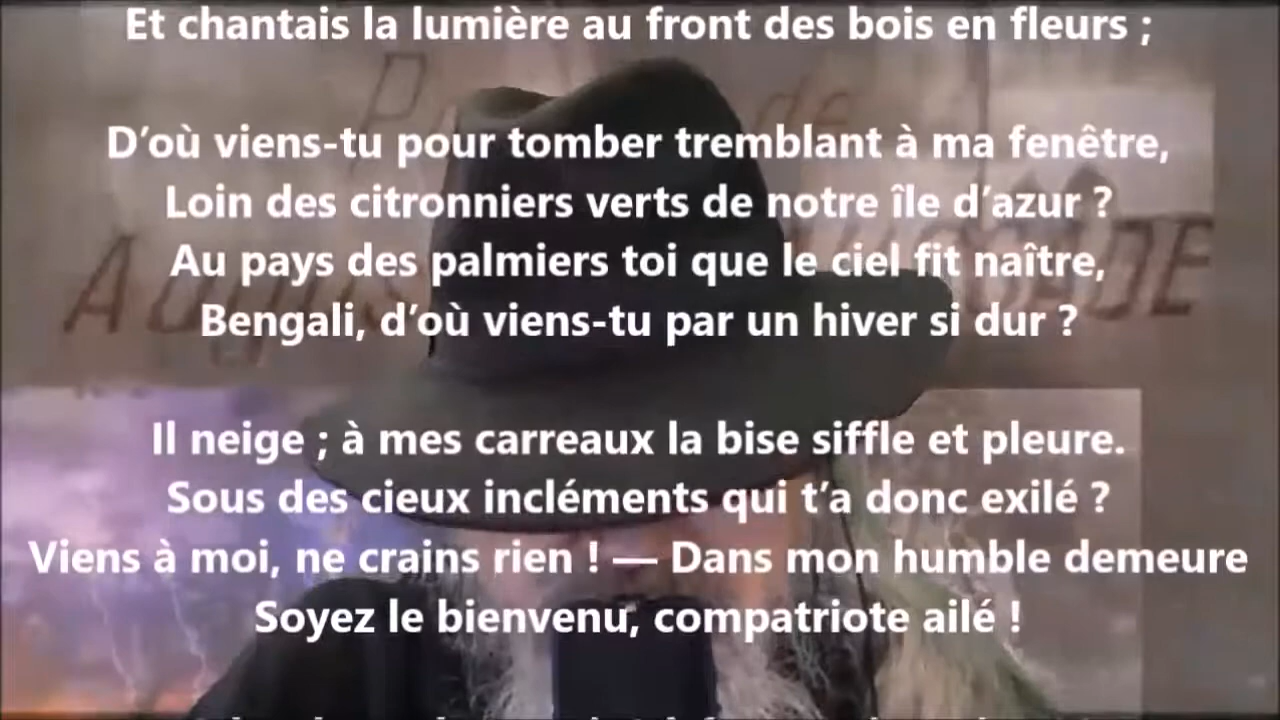 Et chantais la lumière au front des bois en fleurs ;
D’où viens-tu pour tomber tremblant à ma fenêtre,
Loin des citronniers verts de notre île d’azur ?
Au pays des palmiers toi que le ciel fit naître,
Bengali, d’où viens-tu par un hiver si dur ?
Il neige ; à mes carreaux la bise siffle et pleure.
Sous des cieux incléments qui t’a donc exilé ?
Viens à moi, ne crains rien ! — Dans mon humble demeure
Soyez le bienvenu, compatriote ailé !